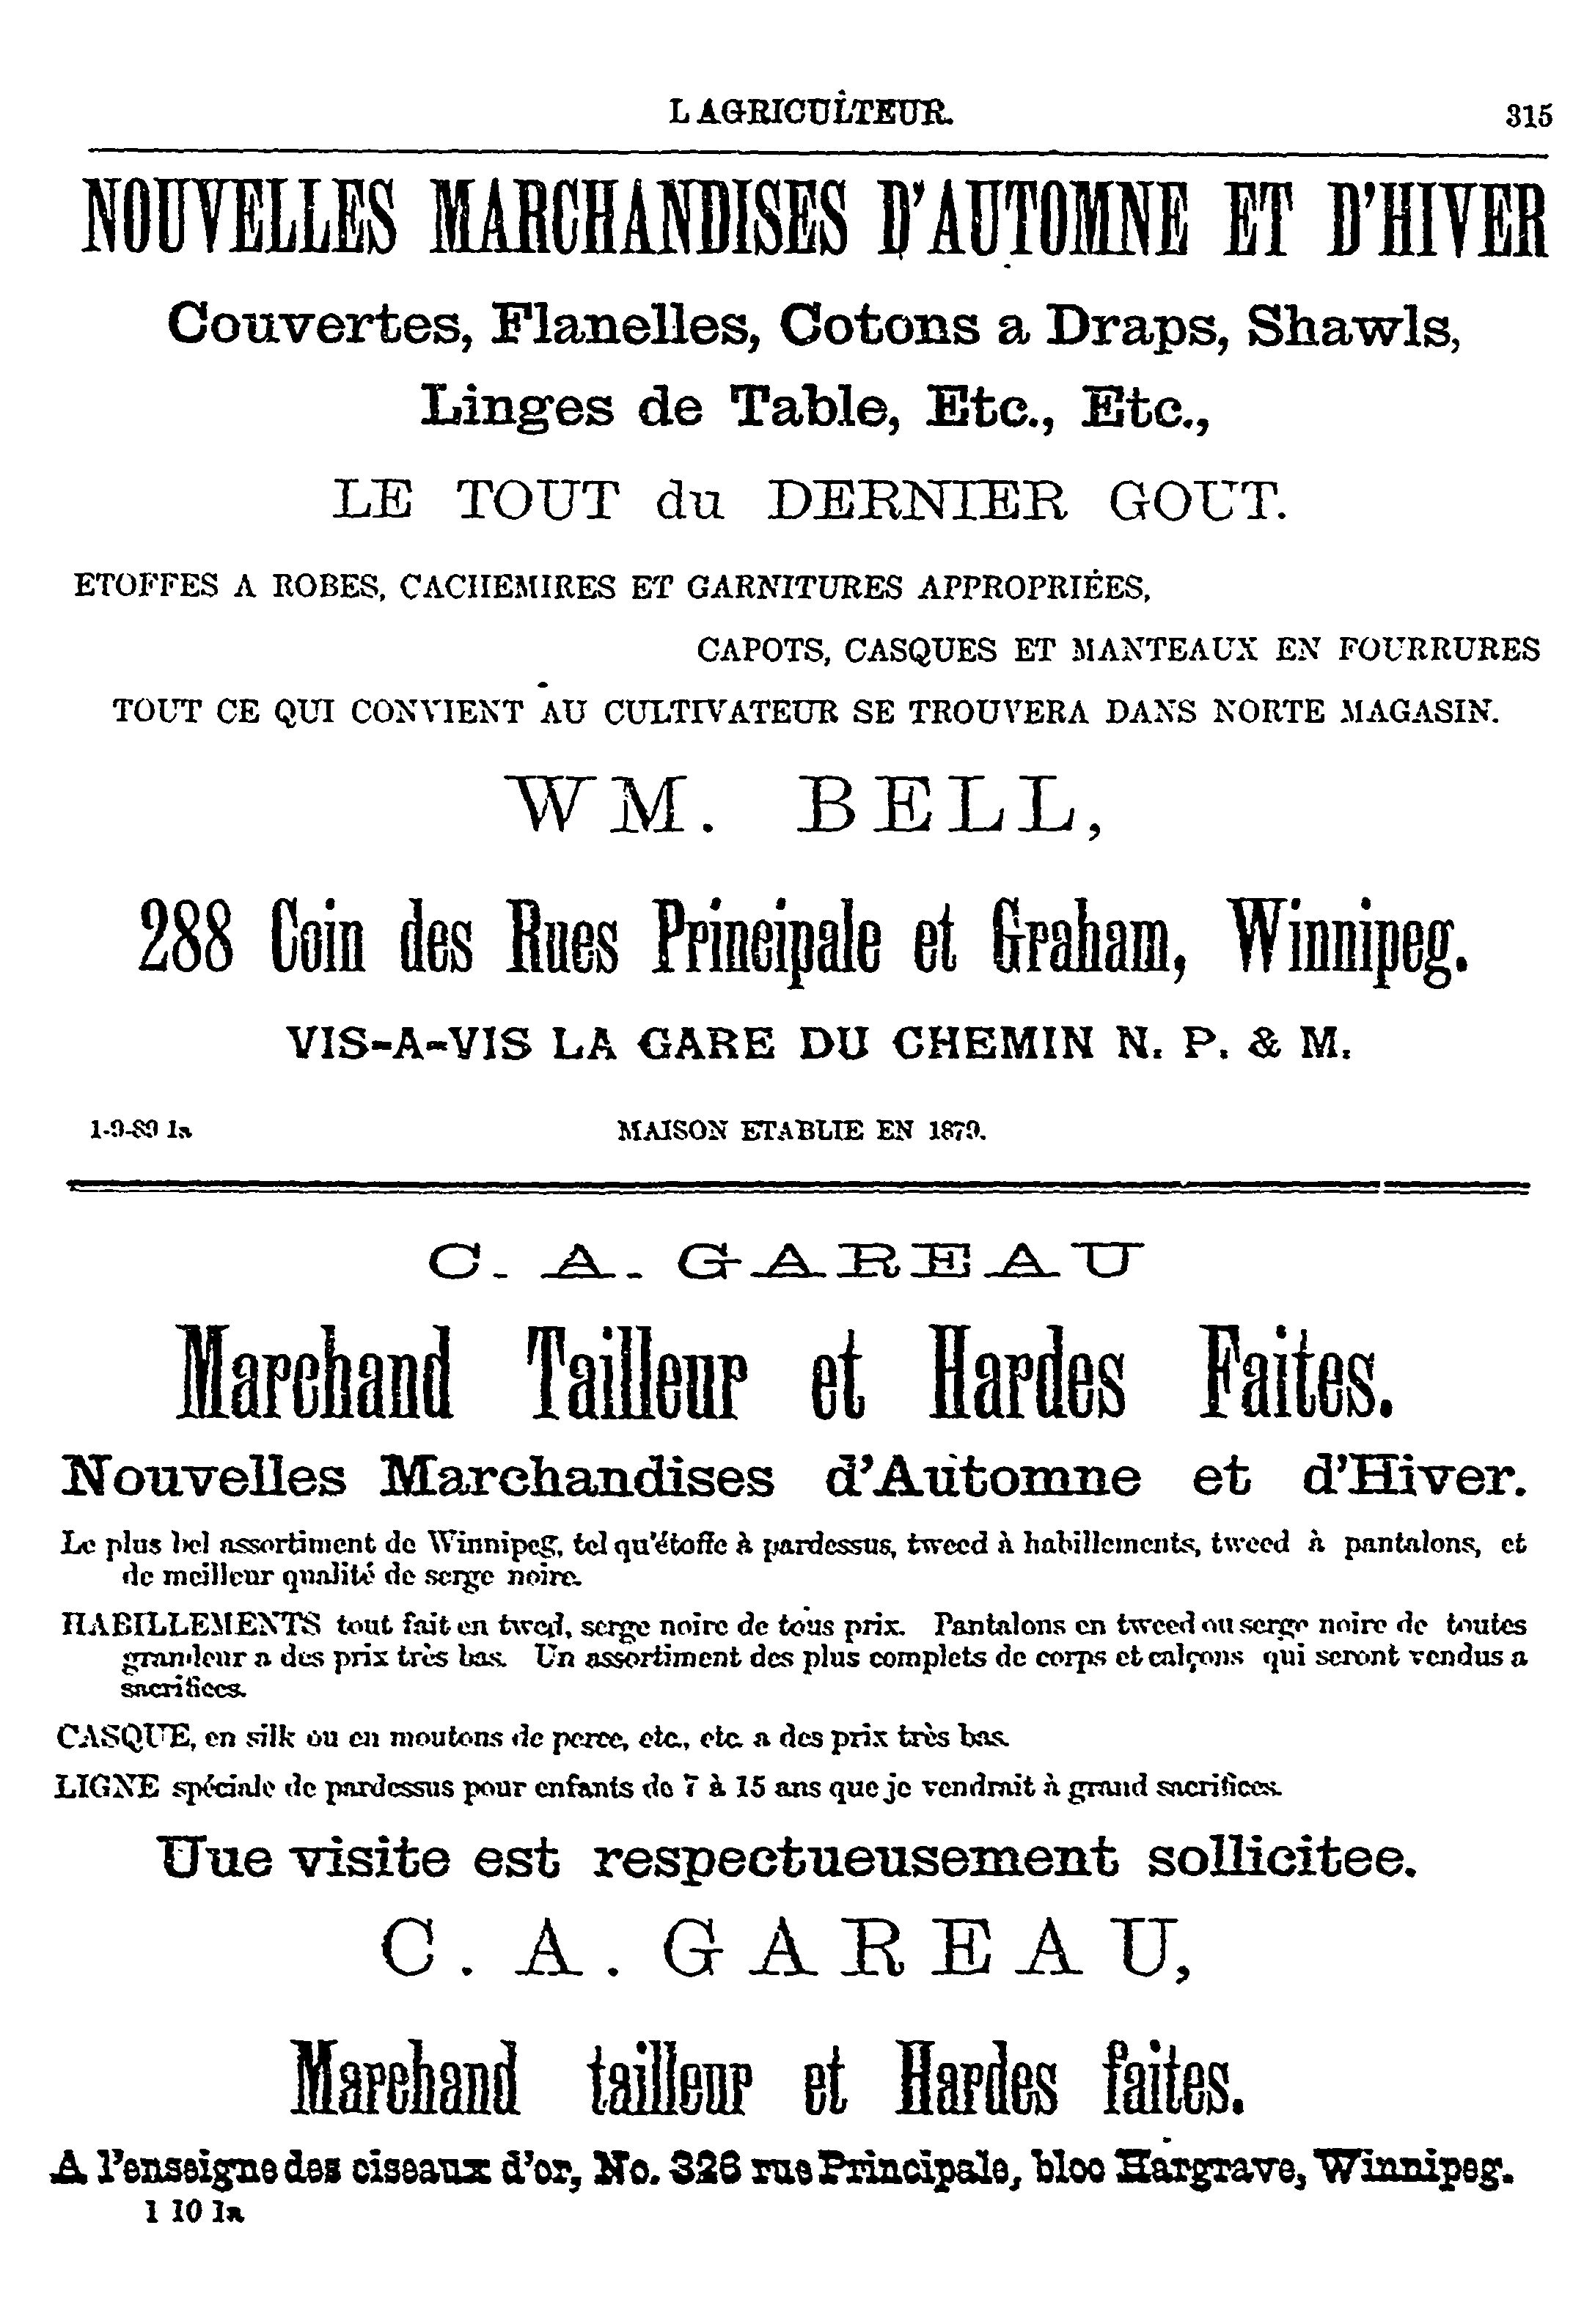 L AGRICULTEUR.
315
NOUVELLES MARCHANDISES D'AUTOMNE ET D'HIVER
Couvertes, Flanelles, Cotons a Draps, Shawls,
Linges de Table, Etc., Etc.,
LE TOUT du DERNIER GOUT.
ETOFFES A ROBES, CACHEMIRES ET GARNITURES APPROPRIÉES,
CAPOTS, CASQUES ET MANTEAUX EN FOURRURES
TOUT CE QUI CONVIENT AU CULTIVATEUR SE TROUVERA DANS NORTE MAGASIN.
WM. BELL,
288 Coin des Rues Principale et Graham, Winnipeg.
VIS-A-VIS LA GARE DU CHEMIN N. P. & M.
1-9-89 1a
MAISON ETABLIE EN 1879.
C. A. GAREAU
Marchand Tailleur et Hardes Faites.
Nouvelles Marchandises d'Automne et d'Hiver.
Le plus bel assortiment de Winnipeg, tel qu'étoffe à pardessus, tweed à habillements, tweed à pantalons, et
de meilleur qualité de serge noire.
HABILLEMENTS tout fait en twed, serge noire de tous prix. Pantalons en tweed ou serge noire de toutes
grandeur a des prix très bas. Un assortiment des plus complets de corps et calçons qui seront vendus a
sacrifices.
CASQUE, en silk ou en moutons de perce, etc., etc. a des prix très bas.
LIGNE spéciale de pardessus pour enfants de 7 à 15 ans que je vendrait à grand sacrifices.
Uue visite est respectueusement sollicitee.
C. A. GAREAU,
Marchand tailleur et Hardes faites.
A l'enseigne des ciseaux d'or, No. 326 rue Principale, bloc Hargrave, Winnipeg.
1 10 1a